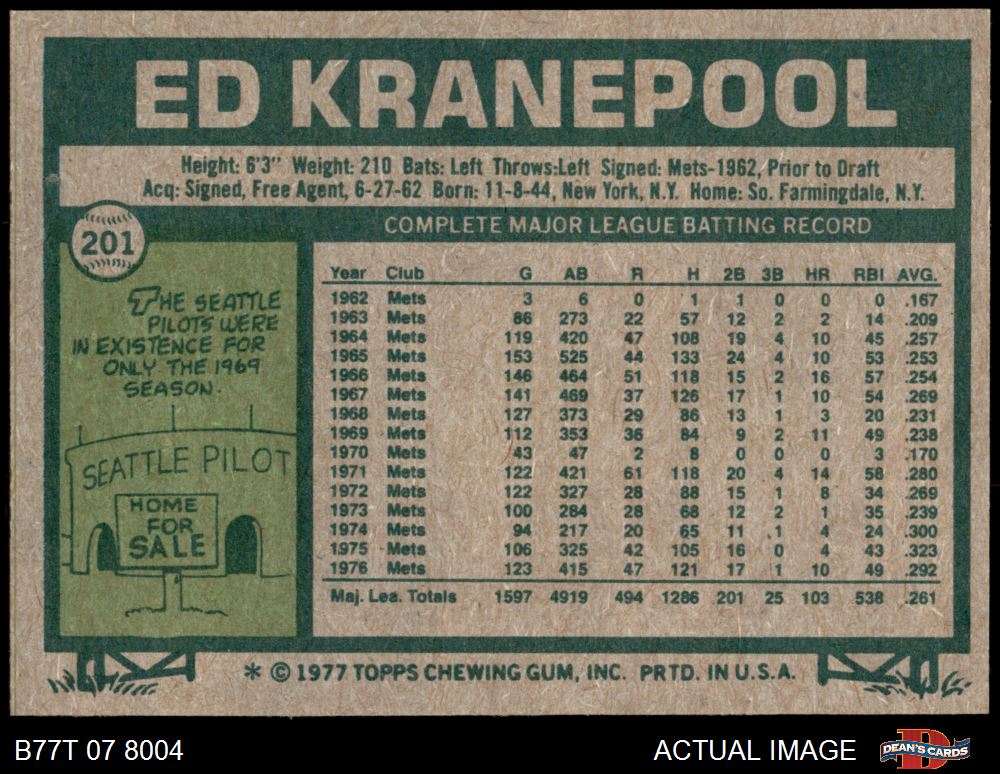 ED KRANEPOOL
Height: 6'3" Weight: 210 Bats: Left Throws:Left Signed: Mets-1962, Prior to Draft
Acq: Signed, Free Agent, 6-27-62 Born: 11-8-44, New York, N.Y. Home: So. Farmingdale, N.Y.
201
COMPLETE MAJOR LEAGUE BATTING RECORD
THE SEATTLE
PILOTS WERE
IN EXISTENCE FOR
ONLY THE 1969
SEASON.
SEATTLE PILOT
HOME
FOR
SALE
Year Club G AB R H 2B 3B HR RBI AVG.
1962 Mets 3 6 0 1 1 0 0 0 .167
1963 Mets 86 273 22 57 12 2 2 14 .209
1964 Mets 119 420 47 108 19 4 10 45 .257
1965 Mets 153 525 44 133 24 4 10 53 .253
1966 Mets 146 464 51 118 15 2 16 57 .254
1967 Mets 141 469 37 126 17 1 10 54 .269
1968 Mets 127 373 29 86 13 1 3 20 .231
1969 Mets 112 353 36 84 9 2 11 49 .238
1970 Mets 43 47 2 8 0 0 0 3 .170
1971 Mets 122 421 61 118 20 4 14 58 .280
1972 Mets 122 327 28 88 15 1 8 34 .269
1973 Mets 100 284 28 68 12 2 1 35 .239
1974 Mets 94 217 20 65 11 1 4 24 .300
1975 Mets 106 325 42 105 16 0 4 43 .323
1976 Mets 123 415 47 121 17 1 10 49 .292
Maj. Lea. Totals 1597 4919 494 1286 201 25 103 538 .261
* © 1977 TOPPS CHEWING GUM, INC. PRTD. IN U.S.A.
B77T 07 8004
ACTUAL IMAGE
DEAN'S CARDS